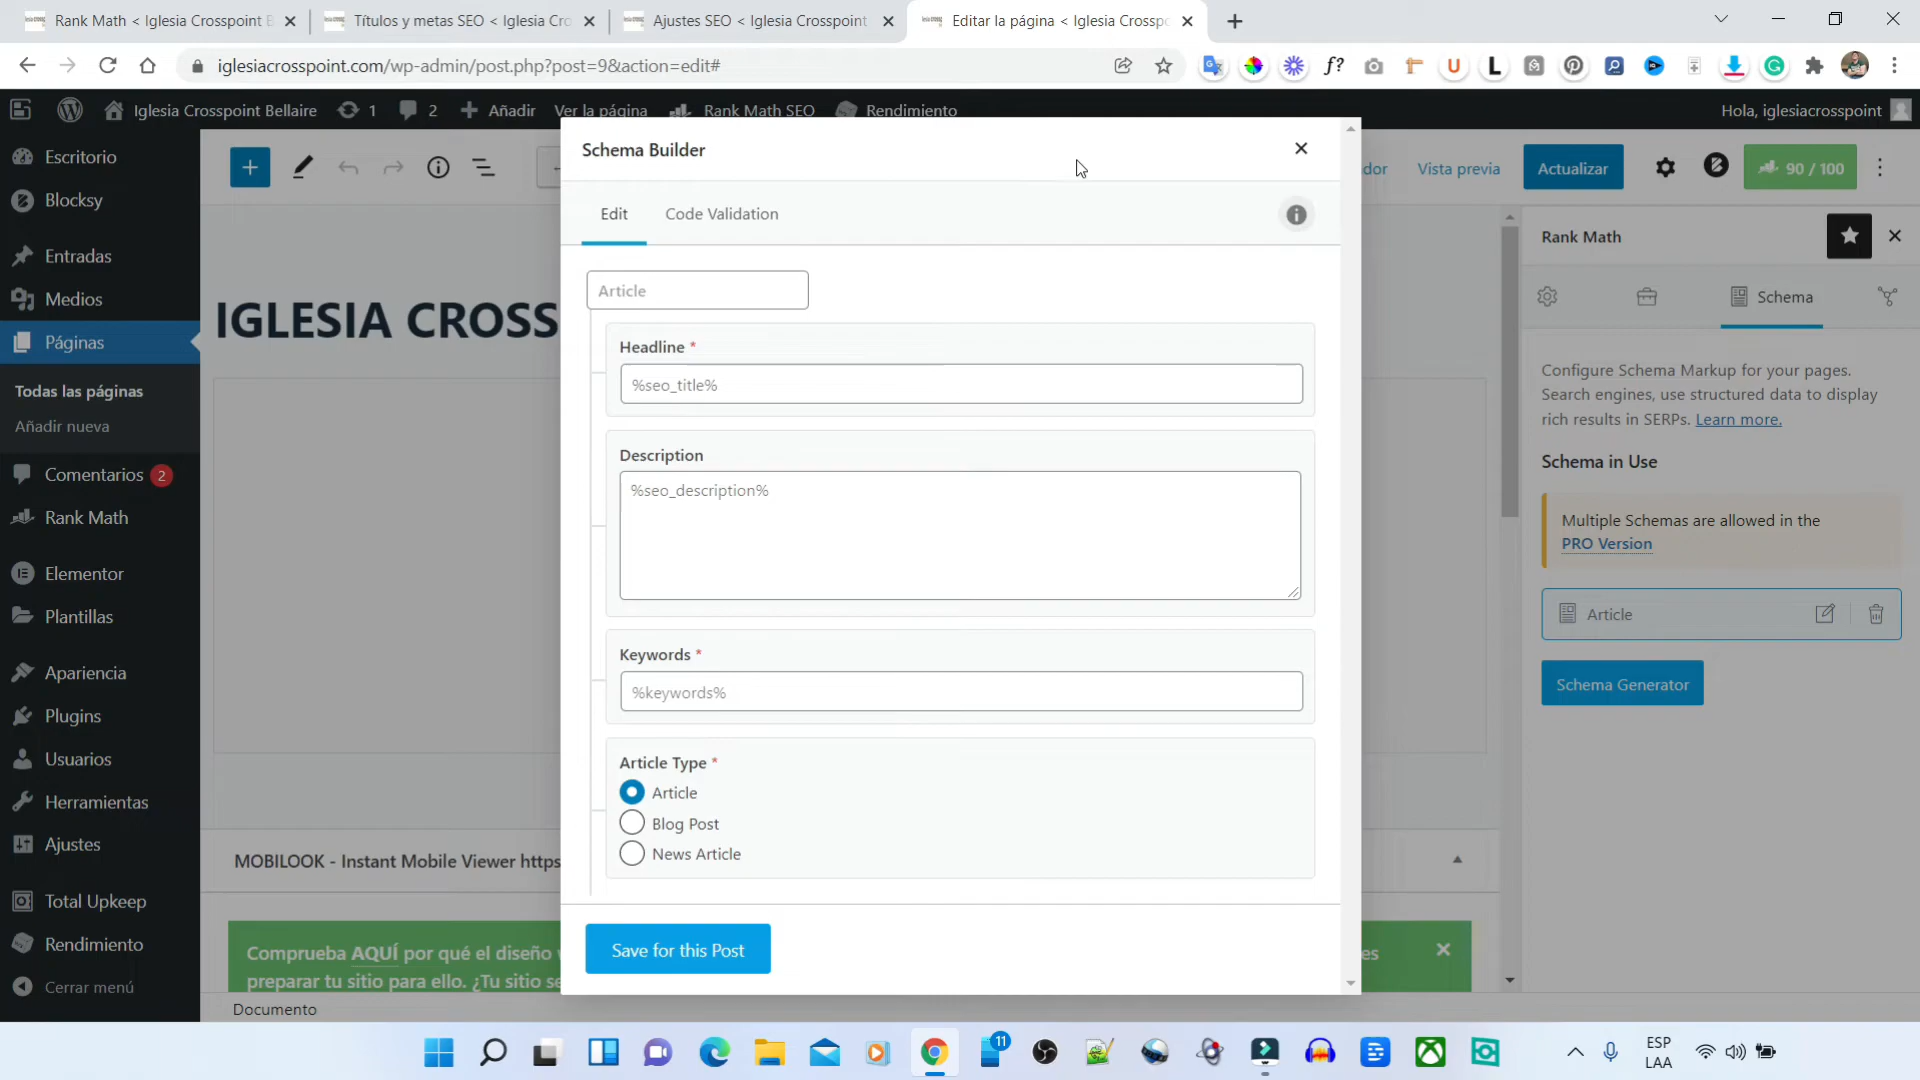 Rank Math < Iglesia Crosspoint B
Títulos y metas SEO < Iglesia Cro
Ajustes SEO < Iglesia Crosspoint
Editar la página < Iglesia Crosspo
iglesiacrosspoint.com/wp-admin/post.php?post=9&action=edit#
Iglesia Crosspoint Bellaire
1
2
Añadir
Ver la página
Rank Math SEO
Rendimiento
Hola, iglesiacrosspoint
Escritorio
Blocksy
Entradas
Medios
Páginas
Todas las páginas
Añadir nueva
Comentarios 2
Rank Math
Elementor
Plantillas
Apariencia
Plugins
Usuarios
Herramientas
Ajustes
Total Upkeep
Rendimiento
Cerrar menú
dor
Vista previa
Actualizar
90 / 100
IGLESIA CROSS
MOBILOOK - Instant Mobile Viewer https
Comprueba AQUÍ por qué el diseño
es
preparar tu sitio para ello. ¿Tu sitio se
Documento
Schema Builder
Edit
Code Validation
Article
Headline *
%seo_title%
Description
%seo_description%
Keywords *
%keywords%
Article Type *
Article
Blog Post
News Article
Save for this Post
Rank Math
Schema
Configure Schema Markup for your pages.
Search engines, use structured data to display
rich results in SERPs. Learn more.
Schema in Use
Multiple Schemas are allowed in the
PRO Version
Article
Schema Generator
11
ESP
LAA